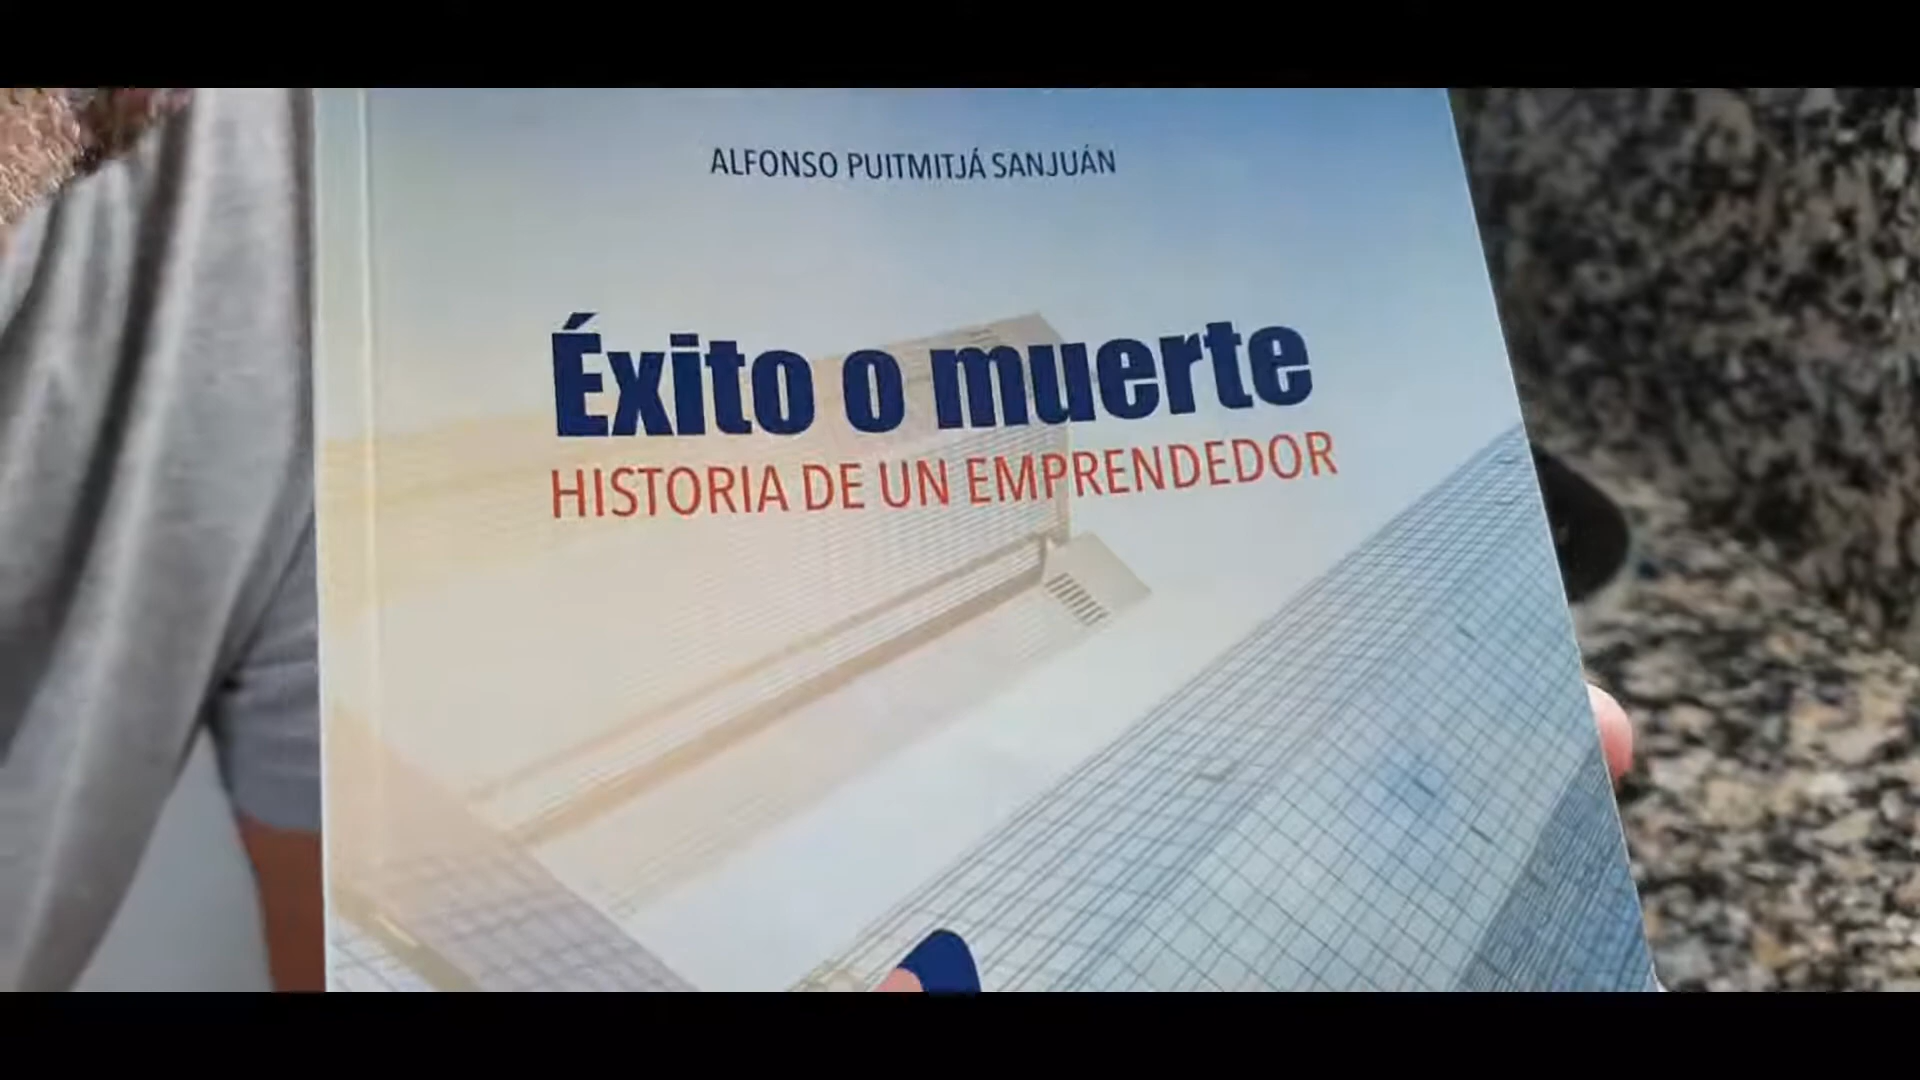 ALFONSO PUITMITJÁ SANJUÁN
Éxito o muerte
HISTORIA DE UN EMPRENDEDOR